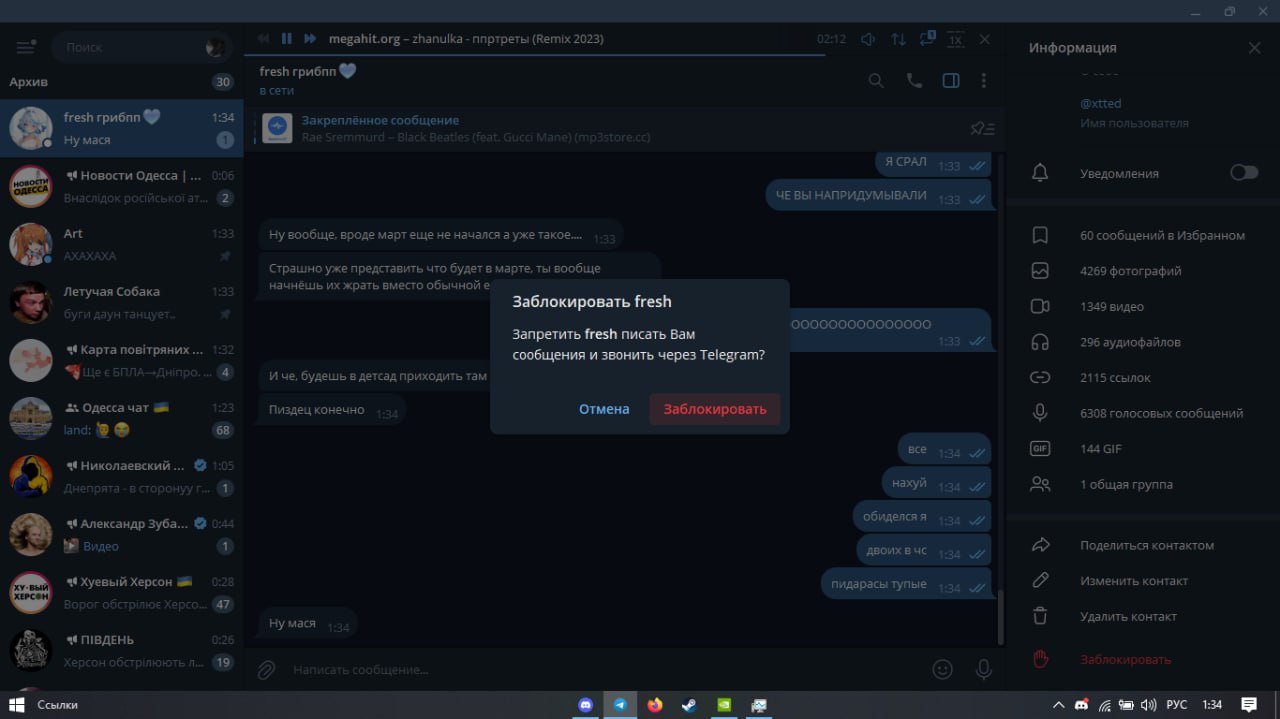 megahit.org – zhanulka - ппртреты (Remix 2023)
02:12
1X
Поиск
Архив
30
fresh грибпп
1:34
Ну мася
1
Новости Одесса | ...
0:06
Внаслідок російської ат...
2
Art
1:33
АХАХАХА
Летучая Собака
1:33
буги даун танцует..
Карта повітряних ...
1:32
Ще є БПЛА→Дніпро. ...
4
Одесса чат
1:23
land:
68
Николаевский ...
1:05
Днепрята - в сторонуу г...
1
Александр Зуба...
0:44
Видео
1
Хуевый Херсон
0:28
Ворог обстрілює Херсо...
47
ПІВДЕНЬ
0:26
Херсон обстрілюють л...
19
НОВОСТИ
ОДЕССА
ХУ*ВЫЙ
ХЕРСОН
fresh грибпп
в сети
Закреплённое сообщение
Rae Sremmurd – Black Beatles (feat. Gucci Mane) (mp3store.cc)
Я СРАЛ
1:33
ЧЕ ВЫ НАПРИДУМЫВАЛИ
1:33
Ну вообще, вроде март еще не начался а уже такое....
1:33
Страшно уже представить что будет в марте, ты вообще
начнёшь их жрать вместо обычной е
ООООООООООООООО
1:33
И че, будешь в детсад приходить там
Пиздец конечно
1:34
все
1:34
нахуй
1:34
обиделся я
1:34
двоих в чс
1:34
пидарасы тупые
1:34
Ну мася
1:34
Написать сообщение...
Заблокировать fresh
Запретить fresh писать Вам
сообщения и звонить через Telegram?
Отмена
Заблокировать
Информация
@xtted
Имя пользователя
Уведомления
60 сообщений в Избранном
4269 фотографий
1349 видео
296 аудиофайлов
2115 ссылок
6308 голосовых сообщений
GIF
144 GIF
1 общая группа
Поделиться контактом
Изменить контакт
Удалить контакт
Заблокировать
Ссылки
РУС
1:34